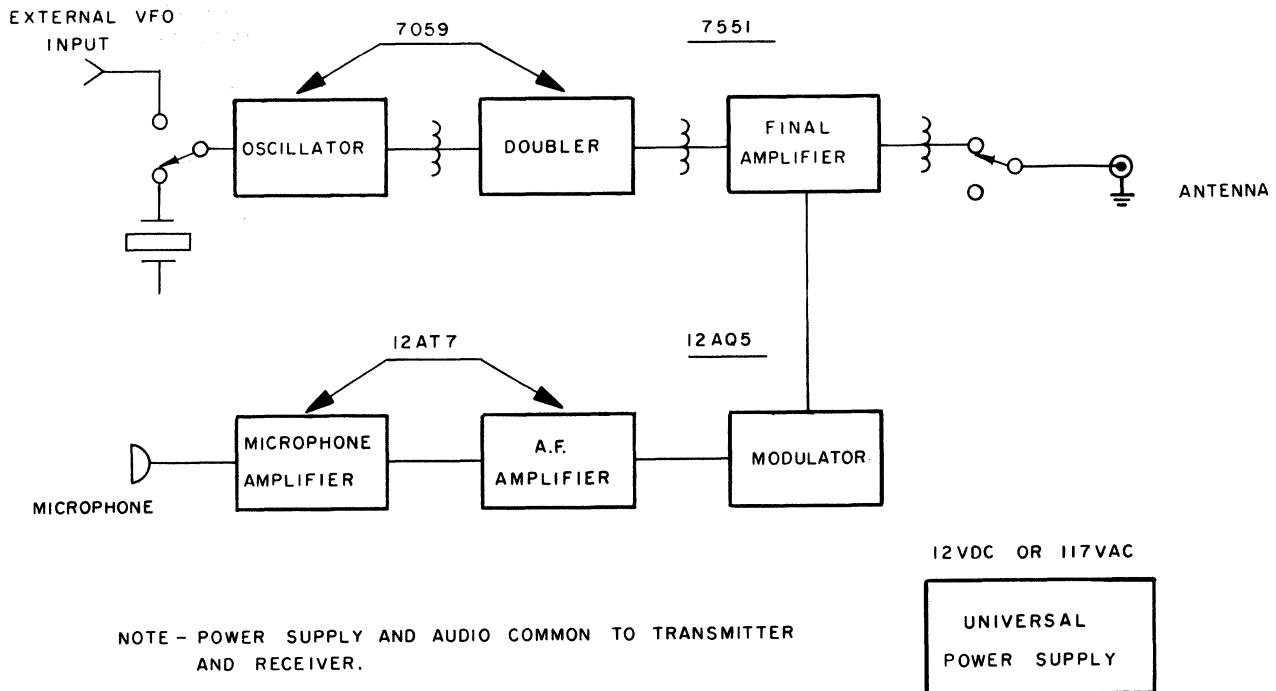 EXTERNAL VFO
INPUT
7059
7551
OSCILLATOR
DOUBLER
FINAL
AMPLIFIER
ANTENNA
12AT7
12AQ5
MICROPHONE
AMPLIFIER
A.F.
AMPLIFIER
MODULATOR
MICROPHONE
12VDC OR 117VAC
UNIVERSAL
POWER SUPPLY
NOTE - POWER SUPPLY AND AUDIO COMMON TO TRANSMITTER
AND RECEIVER.